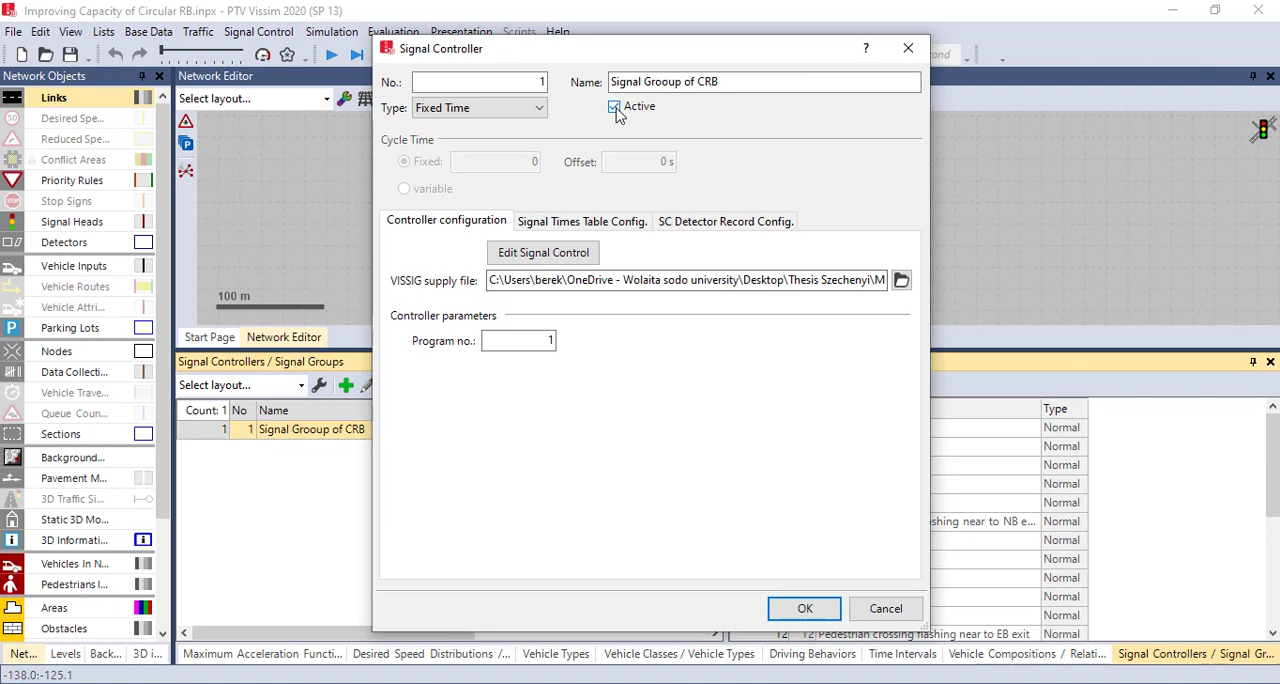 Improving Capacity of Circular RB.inpx - PTV Vissim 2020 (SP 13)
File Edit View Lists Base Data Traffic Signal Control Simulation Evaluation Presentation Scripts Help
Signal Controller
?
Network Objects
Network Editor
Select layout...
Links
Desired Spe...
Reduced Spe...
Conflict Areas
Priority Rules
Stop Signs
Signal Heads
Detectors
Vehicle Inputs
Vehicle Routes
Vehicle Attri...
Parking Lots
Nodes
Data Collecti...
Vehicle Trave...
Queue Coun...
Sections
Background...
Pavement M...
3D Traffic Si...
Static 3D Mo...
3D Informati...
Vehicles In N...
Pedestrians I...
Areas
Obstacles
Net... Levels Back... 3D i...
100 m
Start Page Network Editor
Signal Controllers / Signal Groups
Select layout...
Count: 1 No Name
1 1 Signal Grooup of CRB
No.: 1 Name: Signal Grooup of CRB
Type: Fixed Time Active
Cycle Time
Fixed: 0 Offset: 0 s
variable
Controller configuration Signal Times Table Config. SC Detector Record Config.
Edit Signal Control
VISSIG supply file: C:\Users\berek\OneDrive - Wolaita sodo university\Desktop\Thesis Szechenyi\M
Controller parameters
Program no.: 1
OK Cancel
Type
Normal
Normal
Normal
Normal
Normal
shing near to NB e... Normal
Normal
Normal
Normal
Normal
Normal
12 12 Pedestrian crossing flashing near to EB exit Normal
Maximum Acceleration Functi... Desired Speed Distributions /... Vehicle Types Vehicle Classes / Vehicle Types Driving Behaviors Time Intervals Vehicle Compositions / Relati... Signal Controllers / Signal Gr...
-138.0:-125.1